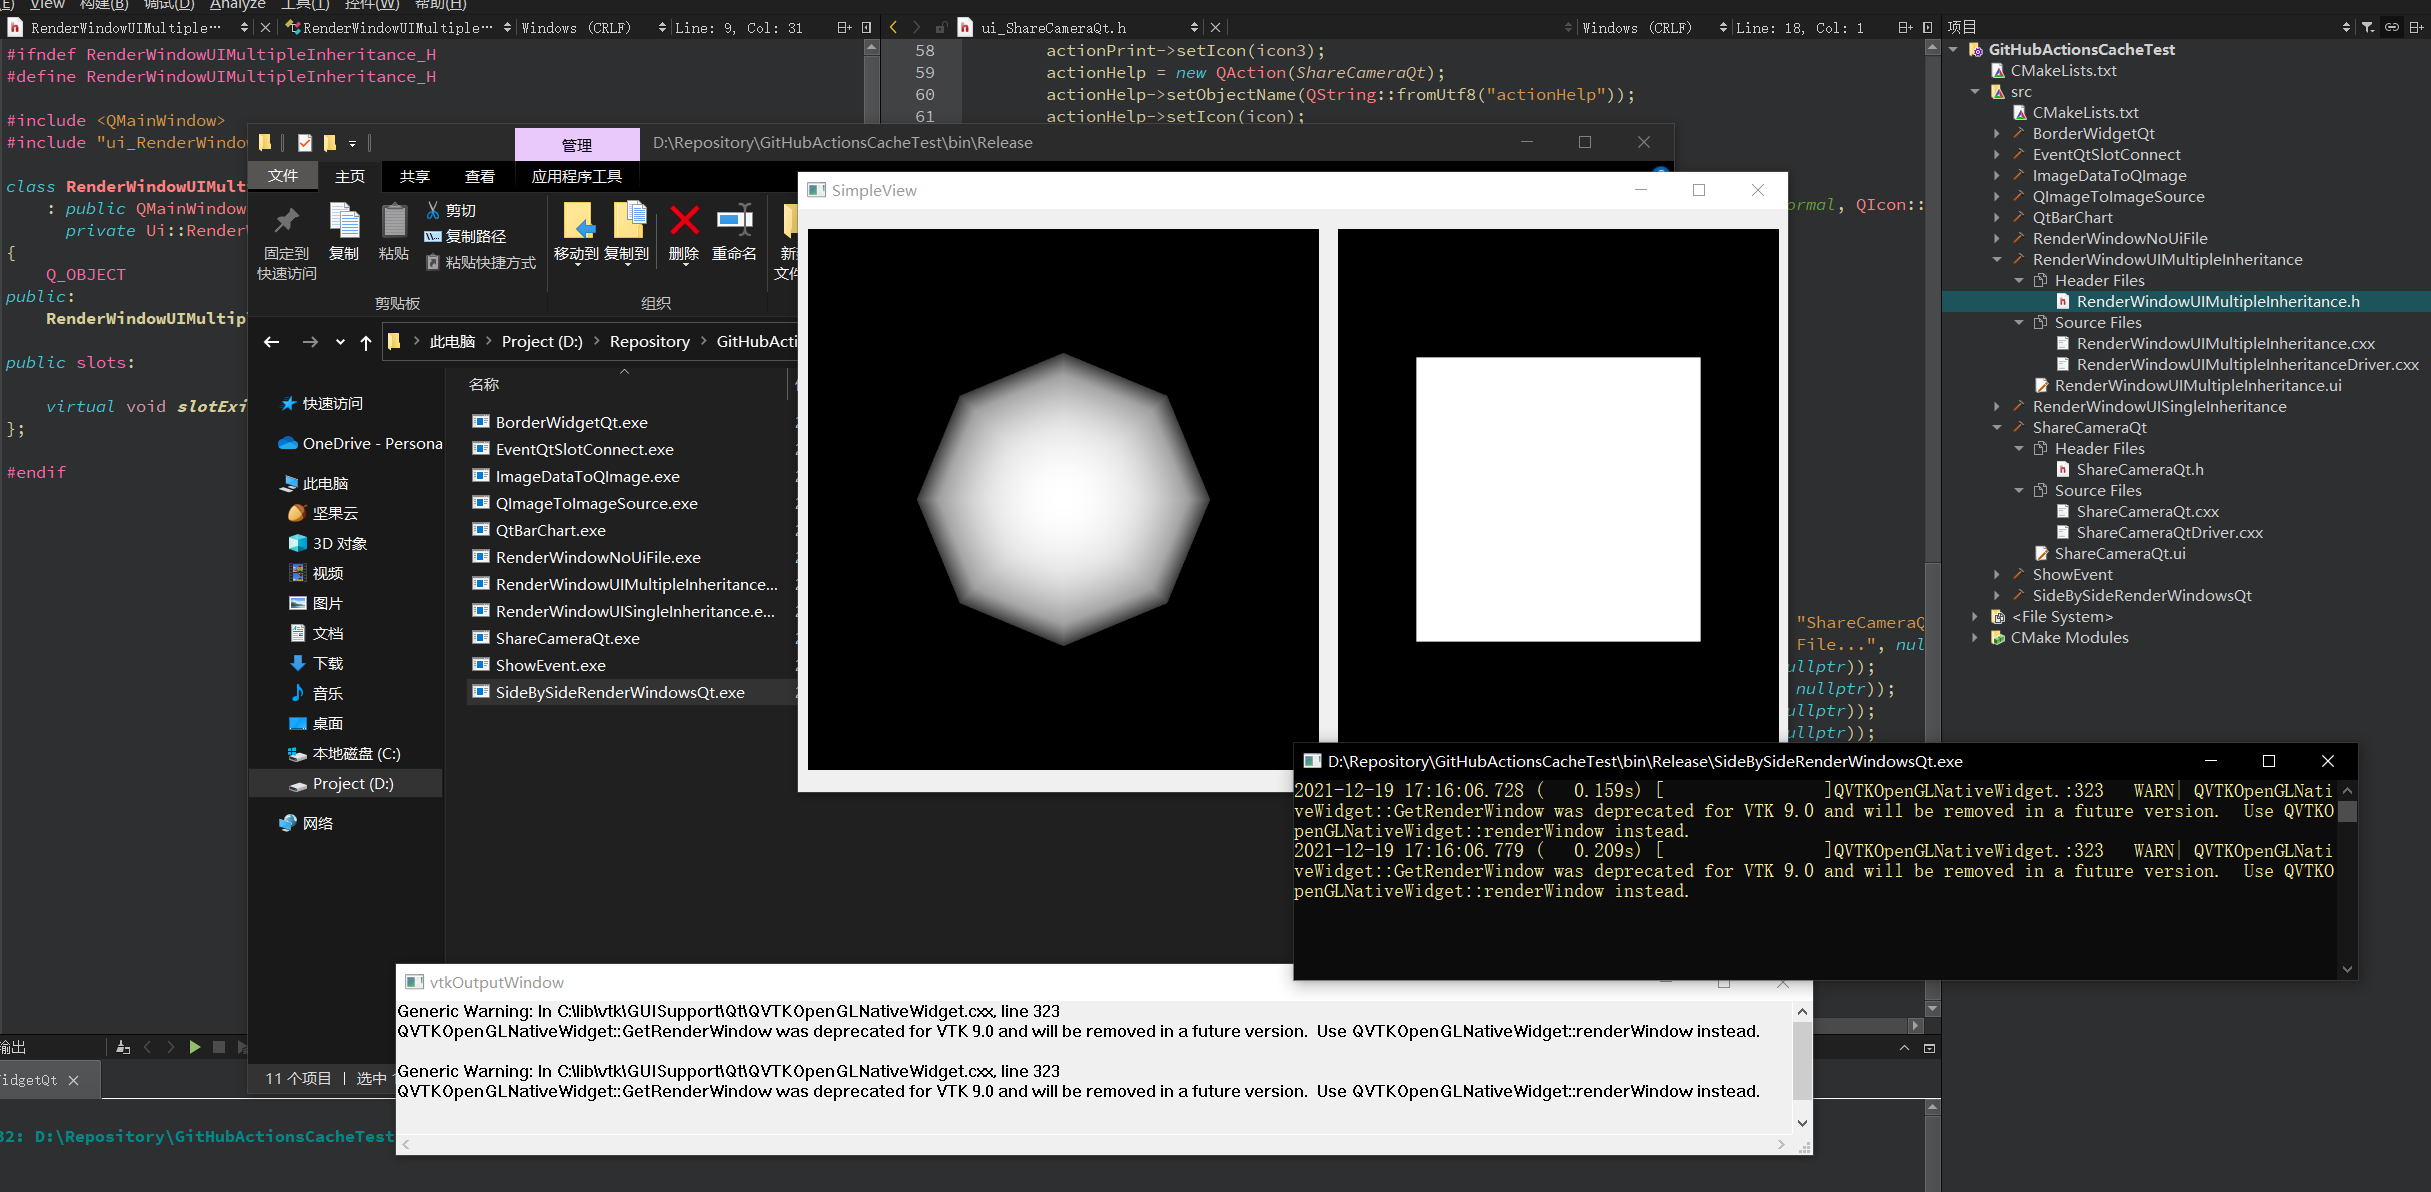 View 构建(B) 调试(D) Analyze 工具(T) 控件(W) 帮助(H)
RenderWindowUIMultiple··· RenderWindowUIMultiple··· Windows (CRLF) Line: 9, Col: 31
#ifndef RenderWindowUIMultipleInheritance_H
#define RenderWindowUIMultipleInheritance_H
#include <QMainWindow>
#include "ui_RenderWindow
class RenderWindowUIMult
: public QMainWindow
private Ui::RenderW
{
Q_OBJECT
public:
RenderWindowUIMultip
public slots:
virtual void slotExi
};
#endif
ui_ShareCameraQt.h Windows (CRLF) Line: 18, Col: 1
58 actionPrint->setIcon(icon3);
59 actionHelp = new QAction(ShareCameraQt);
60 actionHelp->setObjectName(QString::fromUtf8("actionHelp"));
61 actionHelp->setIcon(icon);
ormal, QIcon::
"ShareCameraQ
File...", nul
ullptr));
nullptr));
ullptr));
ullptr));
项目
GitHubActionsCacheTest
CMakeLists.txt
src
CMakeLists.txt
BorderWidgetQt
EventQtSlotConnect
ImageDataToQImage
QImageToImageSource
QtBarChart
RenderWindowNoUiFile
RenderWindowUIMultipleInheritance
Header Files
RenderWindowUIMultipleInheritance.h
Source Files
RenderWindowUIMultipleInheritance.cxx
RenderWindowUIMultipleInheritanceDriver.cxx
RenderWindowUIMultipleInheritance.ui
RenderWindowUISingleInheritance
ShareCameraQt
Header Files
ShareCameraQt.h
Source Files
ShareCameraQt.cxx
ShareCameraQtDriver.cxx
ShareCameraQt.ui
ShowEvent
SideBySideRenderWindowsQt
<File System>
CMake Modules
管理 D:\Repository\GitHubActionsCacheTest\bin\Release
文件 主页 共享 查看 应用程序工具
固定到
快速访问
复制
粘贴
剪切
复制路径
粘贴快捷方式
剪贴板
移动到 复制到 删除 重命名
组织
此电脑 Project (D:) Repository GitHubActi
快速访问
OneDrive - Persona
此电脑
坚果云
3D 对象
视频
图片
文档
下载
音乐
桌面
本地磁盘 (C:)
Project (D:)
网络
名称
BorderWidgetQt.exe
EventQtSlotConnect.exe
ImageDataToQImage.exe
QImageToImageSource.exe
QtBarChart.exe
RenderWindowNoUiFile.exe
RenderWindowUIMultipleInheritance...
RenderWindowUISingleInheritance.e...
ShareCameraQt.exe
ShowEvent.exe
SideBySideRenderWindowsQt.exe
11 个项目 选中
SimpleView
D:\Repository\GitHubActionsCacheTest\bin\Release\SideBySideRenderWindowsQt.exe
2021-12-19 17:16:06.728 (   0.159s) [                ]QVTKOpenGLNativeWidget.:323   WARN| QVTKOpenGLNati
veWidget::GetRenderWindow was deprecated for VTK 9.0 and will be removed in a future version.  Use QVTKO
penGLNativeWidget::renderWindow instead.
2021-12-19 17:16:06.779 (   0.209s) [                ]QVTKOpenGLNativeWidget.:323   WARN| QVTKOpenGLNati
veWidget::GetRenderWindow was deprecated for VTK 9.0 and will be removed in a future version.  Use QVTKO
penGLNativeWidget::renderWindow instead.
vtkOutputWindow
Generic Warning: In C:\lib\vtk\GUISupport\Qt\QVTKOpenGLNativeWidget.cxx, line 323
QVTKOpenGLNativeWidget::GetRenderWindow was deprecated for VTK 9.0 and will be removed in a future version.  Use QVTKOpenGLNativeWidget::renderWindow instead.
Generic Warning: In C:\lib\vtk\GUISupport\Qt\QVTKOpenGLNativeWidget.cxx, line 323
QVTKOpenGLNativeWidget::GetRenderWindow was deprecated for VTK 9.0 and will be removed in a future version.  Use QVTKOpenGLNativeWidget::renderWindow instead.
输出
idgetQt
32: D:\Repository\GitHubActionsCacheTest